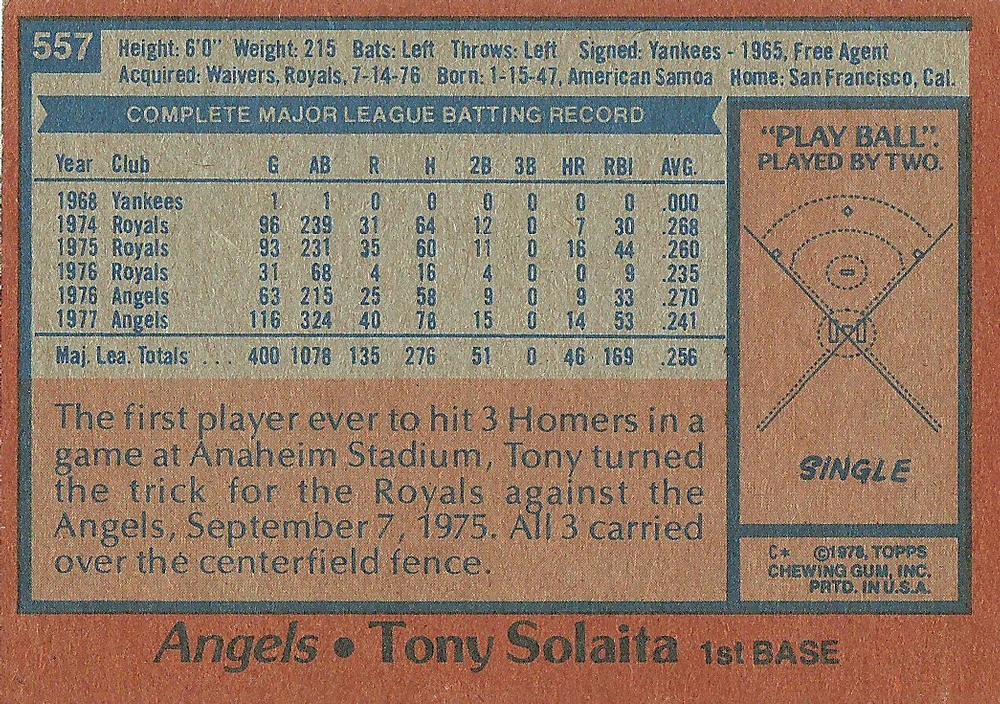 557
Height: 6'0" Weight: 215 Bats: Left Throws: Left Signed: Yankees - 1965, Free Agent
Acquired: Waivers, Royals, 7-14-76 Born: 1-15-47, American Samoa Home: San Francisco, Cal.
COMPLETE MAJOR LEAGUE BATTING RECORD
Year Club G AB R H 2B 3B HR RBI AVG.
1968 Yankees 1 1 0 0 0 0 0 0 .000
1974 Royals 96 239 31 64 12 0 7 30 .268
1975 Royals 93 231 35 60 11 0 16 44 .260
1976 Royals 31 68 4 16 4 0 0 9 .235
1976 Angels 63 215 25 58 9 0 9 33 .270
1977 Angels 116 324 40 78 15 0 14 53 .241
Maj. Lea. Totals ... 400 1078 135 276 51 0 46 169 .256
The first player ever to hit 3 Homers in a
game at Anaheim Stadium, Tony turned
the trick for the Royals against the
Angels, September 7, 1975. All 3 carried
over the centerfield fence.
"PLAY BALL":
PLAYED BY TWO.
SINGLE
C* ©1978, TOPPS
CHEWING GUM, INC.
PRTD. IN U.S.A.
Angels • Tony Solaita 1st BASE